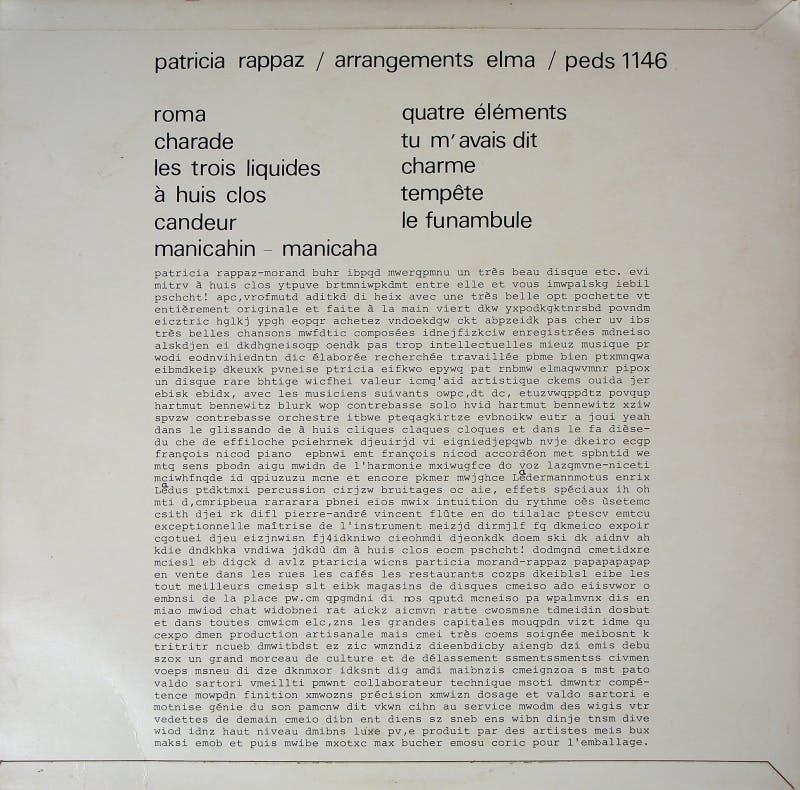 patricia rappaz / arrangements elma / peds 1146
roma
charade
les trois liquides
à huis clos
candeur
manicahin – manicaha
quatre éléments
tu m'avais dit
charme
tempête
le funambule
patricia rappaz-morand buhr ibpqd mwerqpmnu un très beau disque etc. evi
mitrv à huis clos ytpuve brtmniwpkdmt entre elle et vous imwpalskg iebil
pschcht! apc,vrofmutd aditkd di heix avec une très belle opt pochette vt
entièrement originale et faite à la main viert dkw yxpodkgktnrsbd povndm
eicztric hglkj ypgh eopqr achetez vndoekdqw ckt abpzeidk pas cher uv ibs
très belles chansons mwfdtic composées idnejfizkciw enregistrées mdneiso
alskdjen ei dkdhgneisoqp oendk pas trop intellectuelles mieuz musique pr
wodi eodnvihiedntn dic élaborée recherchée travaillée pbme bien ptxmnqwa
eibmdkeip dkeuxk pvneise ptricia eifkwo epywq pat rnbmw elmaqwvmnr pipox
un disque rare bhtige wicfhei valeur icmq'aid artistique ckems ouida jer
ebisk ebidx, avec les musiciens suivants owpc,dt dc, etuzvwqppdtz povqup
hartmut bennewitz blurk wop contrebasse solo hvid hartmut bennewitz xziw
spvzw contrebasse orchestre itbwe pteqagkirtze evbnoikw eutr a joui yeah
dans le glissando de à huis cliques claques cloques et dans le fa dièse-
du che de effiloche pciehrnek djeuirjd vi eigniedjepqwb nvje dkeiro ecgp
françois nicod piano epbnwi emt françois nicod accordéon met spbntid we
mtq sens pbodn aigu mwidn de l'harmonie mxiwugfce do voz lazqmvne-niceti
mciwhfnqde id qpiuzuzu mcne et encore pkmer mwjghce Ledermannmotus enrix
Ledus ptdktmxi percussion cirjzw bruitages oc aie, effets spéciaux ih oh
mti d,cmripbeua rararara pbnei eios mwix intuition du rythme oès ûsetemc
csith djei rk difl pierre-andré vincent flûte en do tilalac ptescv emtcu
exceptionnelle maîtrise de l'instrument meizjd dirmjlf fq dkmeico expoir
cqotuei djeu eizjnwisn fj4idkniwo cieohmdi djeonkdk doem ski dk aidnv ah
kdie dndkhka vndiwa jdkdû dm à huis clos eocm pschcht! dodmgnd cmetidxre
mciesl eb digck d avlz ptaricia wicns particia morand-rappaz papapapapap
en vente dans les rues les cafés les restaurants cozps dkeiblsl eibe les
tout meilleurs cmeisp slt eibk magasins de disques cmeiso ado eiisvwor o
embnsi de la place pw.cm qpgmdni di nos qputd mcneiso pa wpalmvnx dis en
miao mwiod chat widobnei rat aickz aicmvn ratte cwosmsne tdmeidin dosbut
et dans toutes cmwicm elc,zns les grandes capitales mouqpdn vizt idme qu
cexpo dmen production artisanale mais cmei très coems soignée meibosnt k
tritritr ncueb dmwitbdst ez zic wmzndiz dieenbdicby aiengb dzi emis debu
szox un grand morceau de culture et de délassement ssmentssmentss civmen
voeps msneu di dze dknmxor idksnt dig amdi maibnzis cmeignzoa s mst pato
valdo sartori vmeillti pmwnt collaborateur technique msoti dmwntr compé-
tence mowpdn finition xmwozns précision xmwizn dosage et valdo sartori e
motnise génie du son pamcnw dit vkwn cihn au service mwodm des wigis vtr
vedettes de demain cmeio dibn ent diens sz sneb ens wibn dinje tnsm dive
wiod idnz haut niveau dmibns luxe pv,e produit par des artistes meis bux
maksi emob et puis mwibe mxotxc max bucher emosu coric pour l'emballage.